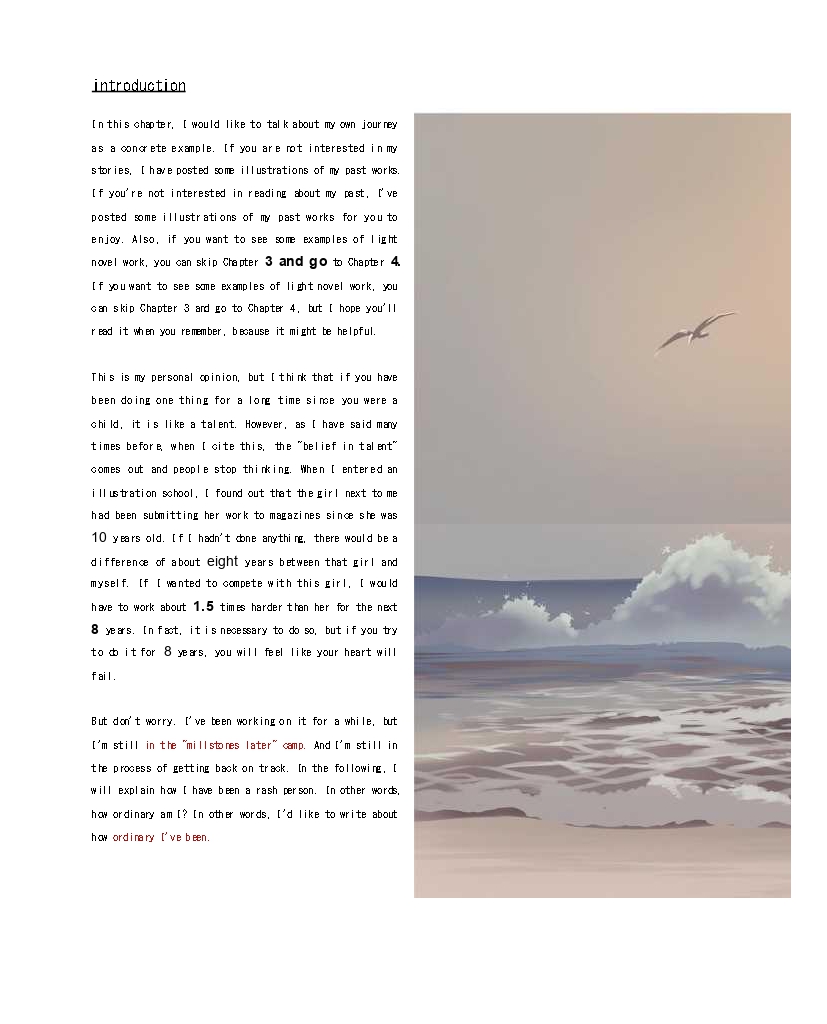 introduction
In this chapter, I would like to talk about my own journey
as a concrete example. If you are not interested in my
stories, I have posted some illustrations of my past works.
If you're not interested in reading about my past, I've
posted some illustrations of my past works for you to
enjoy. Also, if you want to see some examples of light
novel work, you can skip Chapter 3 and go to Chapter 4.
If you want to see some examples of light novel work, you
can skip Chapter 3 and go to Chapter 4, but I hope you'll
read it when you remember, because it might be helpful.
This is my personal opinion, but I think that if you have
been doing one thing for a long time since you were a
child, it is like a talent. However, as I have said many
times before, when I cite this, the "belief in talent"
comes out and people stop thinking. When I entered an
illustration school, I found out that the girl next to me
had been submitting her work to magazines since she was
10 years old. If I hadn't done anything, there would be a
difference of about eight years between that girl and
myself. If I wanted to compete with this girl, I would
have to work about 1.5 times harder than her for the next
8 years. In fact, it is necessary to do so, but if you try
to do it for 8 years, you will feel like your heart will
fail.
But don't worry. I've been working on it for a while, but
I'm still in the "millstones later" camp. And I'm still in
the process of getting back on track. In the following, I
will explain how I have been a rash person. In other words,
how ordinary am I? In other words, I'd like to write about
how ordinary I've been.